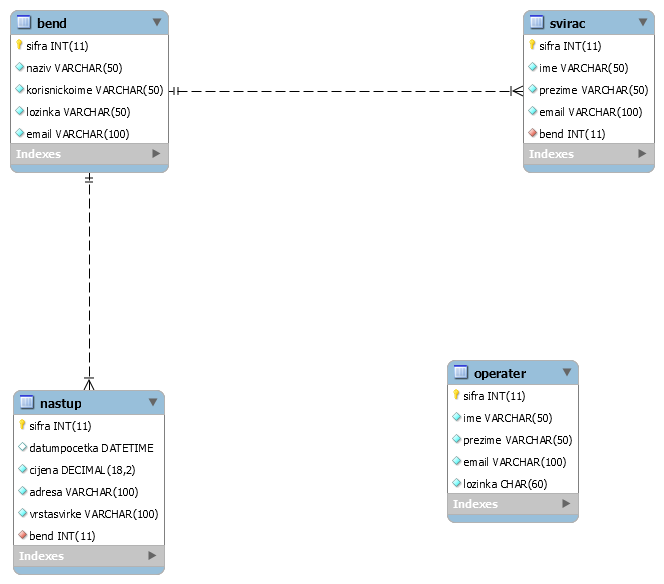 bend
sifra INT(11)
naziv VARCHAR(50)
korisnickoime VARCHAR(50)
lozinka VARCHAR(50)
email VARCHAR(100)
Indexes
svirac
sifra INT(11)
ime VARCHAR(50)
prezime VARCHAR(50)
email VARCHAR(100)
bend INT(11)
Indexes
nastup
sifra INT(11)
datumpocetka DATETIME
cijena DECIMAL(18,2)
adresa VARCHAR(100)
vrstasvirke VARCHAR(100)
bend INT(11)
Indexes
operater
sifra INT(11)
ime VARCHAR(50)
prezime VARCHAR(50)
email VARCHAR(100)
lozinka CHAR(60)
Indexes